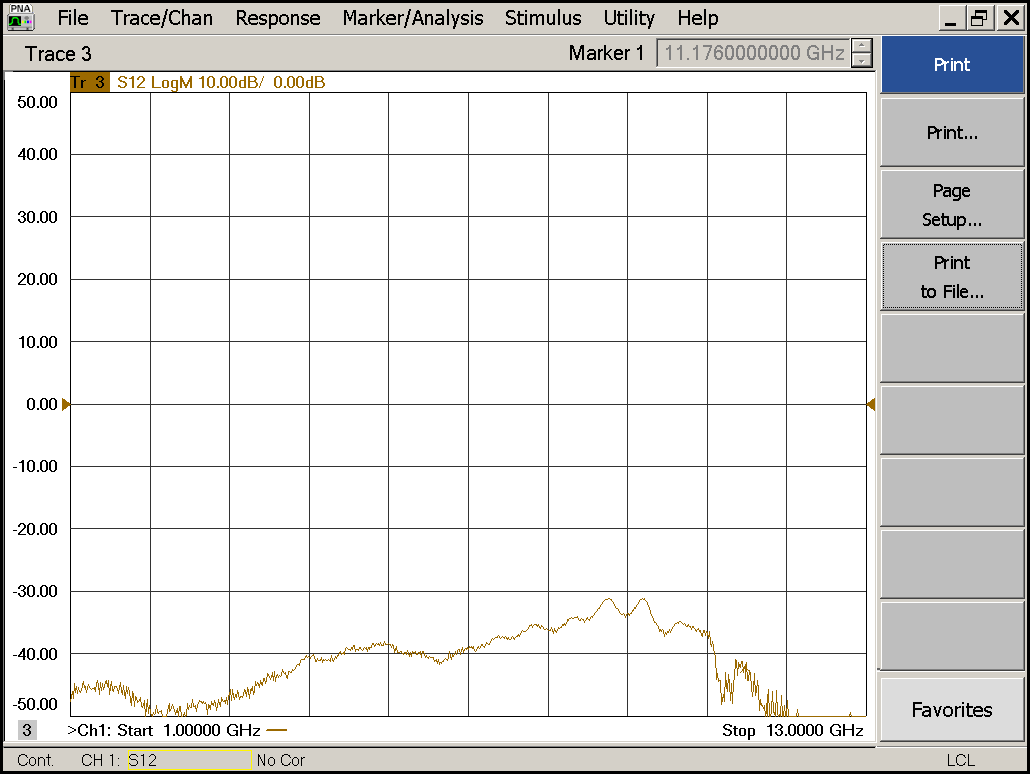 PNA
File Trace/Chan Response Marker/Analysis Stimulus Utility Help
Trace 3 Marker 1 11.1760000000 GHz
Tr 3 S12 LogM 10.00dB/ 0.00dB
50.00
40.00
30.00
20.00
10.00
0.00
-10.00
-20.00
-30.00
-40.00
-50.00
3 >Ch1: Start 1.00000 GHz Stop 13.0000 GHz
Cont. CH 1: S12 No Cor LCL
Print
Print...
Page
Setup...
Print
to File...
Favorites